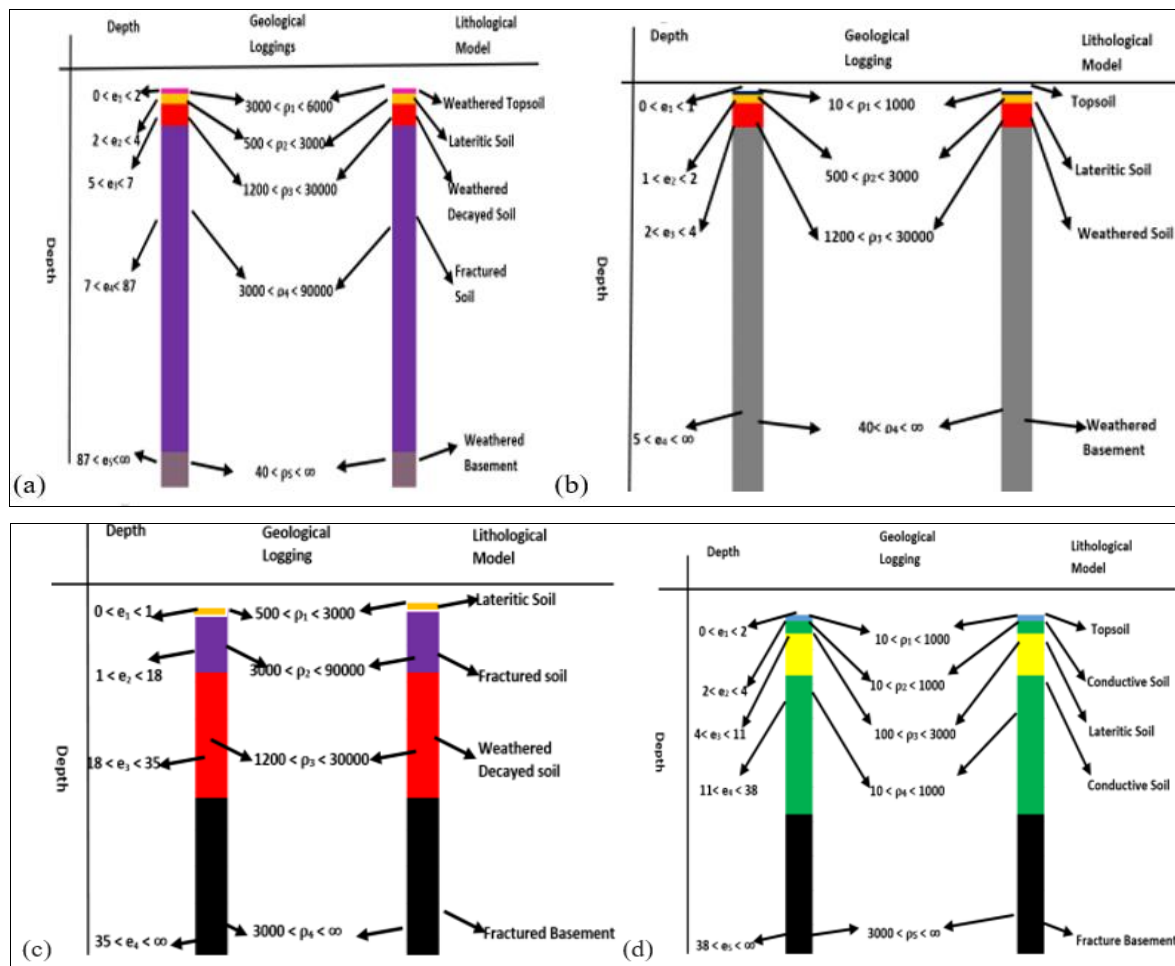 Depth
Geological
Loggings
Lithological
Model
0 < e₁ < 2
3000 < ρ₁ < 6000
Weathered Topsoil
2 < e₂ < 4
500 < ρ₂ < 3000
Lateritic Soil
5 < e₃ < 7
1200 < ρ₃ < 30000
Weathered
Decayed Soil
7 < e₄ < 87
3000 < ρ₄ < 90000
Fractured
Soil
87 < e₅ < ∞
40 < ρ₅ < ∞
Weathered
Basement
Depth
(a)
Depth
Geological
Logging
Lithological
Model
0 < e₁ < 1
10 < ρ₁ < 1000
Topsoil
1 < e₂ < 2
500 < ρ₂ < 3000
Lateritic Soil
2 < e₃ < 4
1200 < ρ₃ < 30000
Weathered Soil
5 < e₄ < ∞
40 < ρ₄ < ∞
Weathered
Basement
Depth
(b)
Depth
Geological
Logging
Lithological
Model
0 < e₁ < 1
500 < ρ₁ < 3000
Lateritic Soil
1 < e₂ < 18
3000 < ρ₂ < 90000
Fractured soil
18 < e₃ < 35
1200 < ρ₃ < 30000
Weathered
Decayed soil
35 < e₄ < ∞
3000 < ρ₄ < ∞
Fractured Basement
Depth
(c)
Depth
Geological
Logging
Lithological
Model
0 < e₁ < 2
10 < ρ₁ < 1000
Topsoil
2 < e₂ < 4
10 < ρ₂ < 1000
Conductive Soil
4 < e₃ < 11
100 < ρ₃ < 3000
Lateritic Soil
11 < e₄ < 38
10 < ρ₄ < 1000
Conductive Soil
38 < e₅ < ∞
3000 < ρ₅ < ∞
Fracture Basement
Depth
(d)